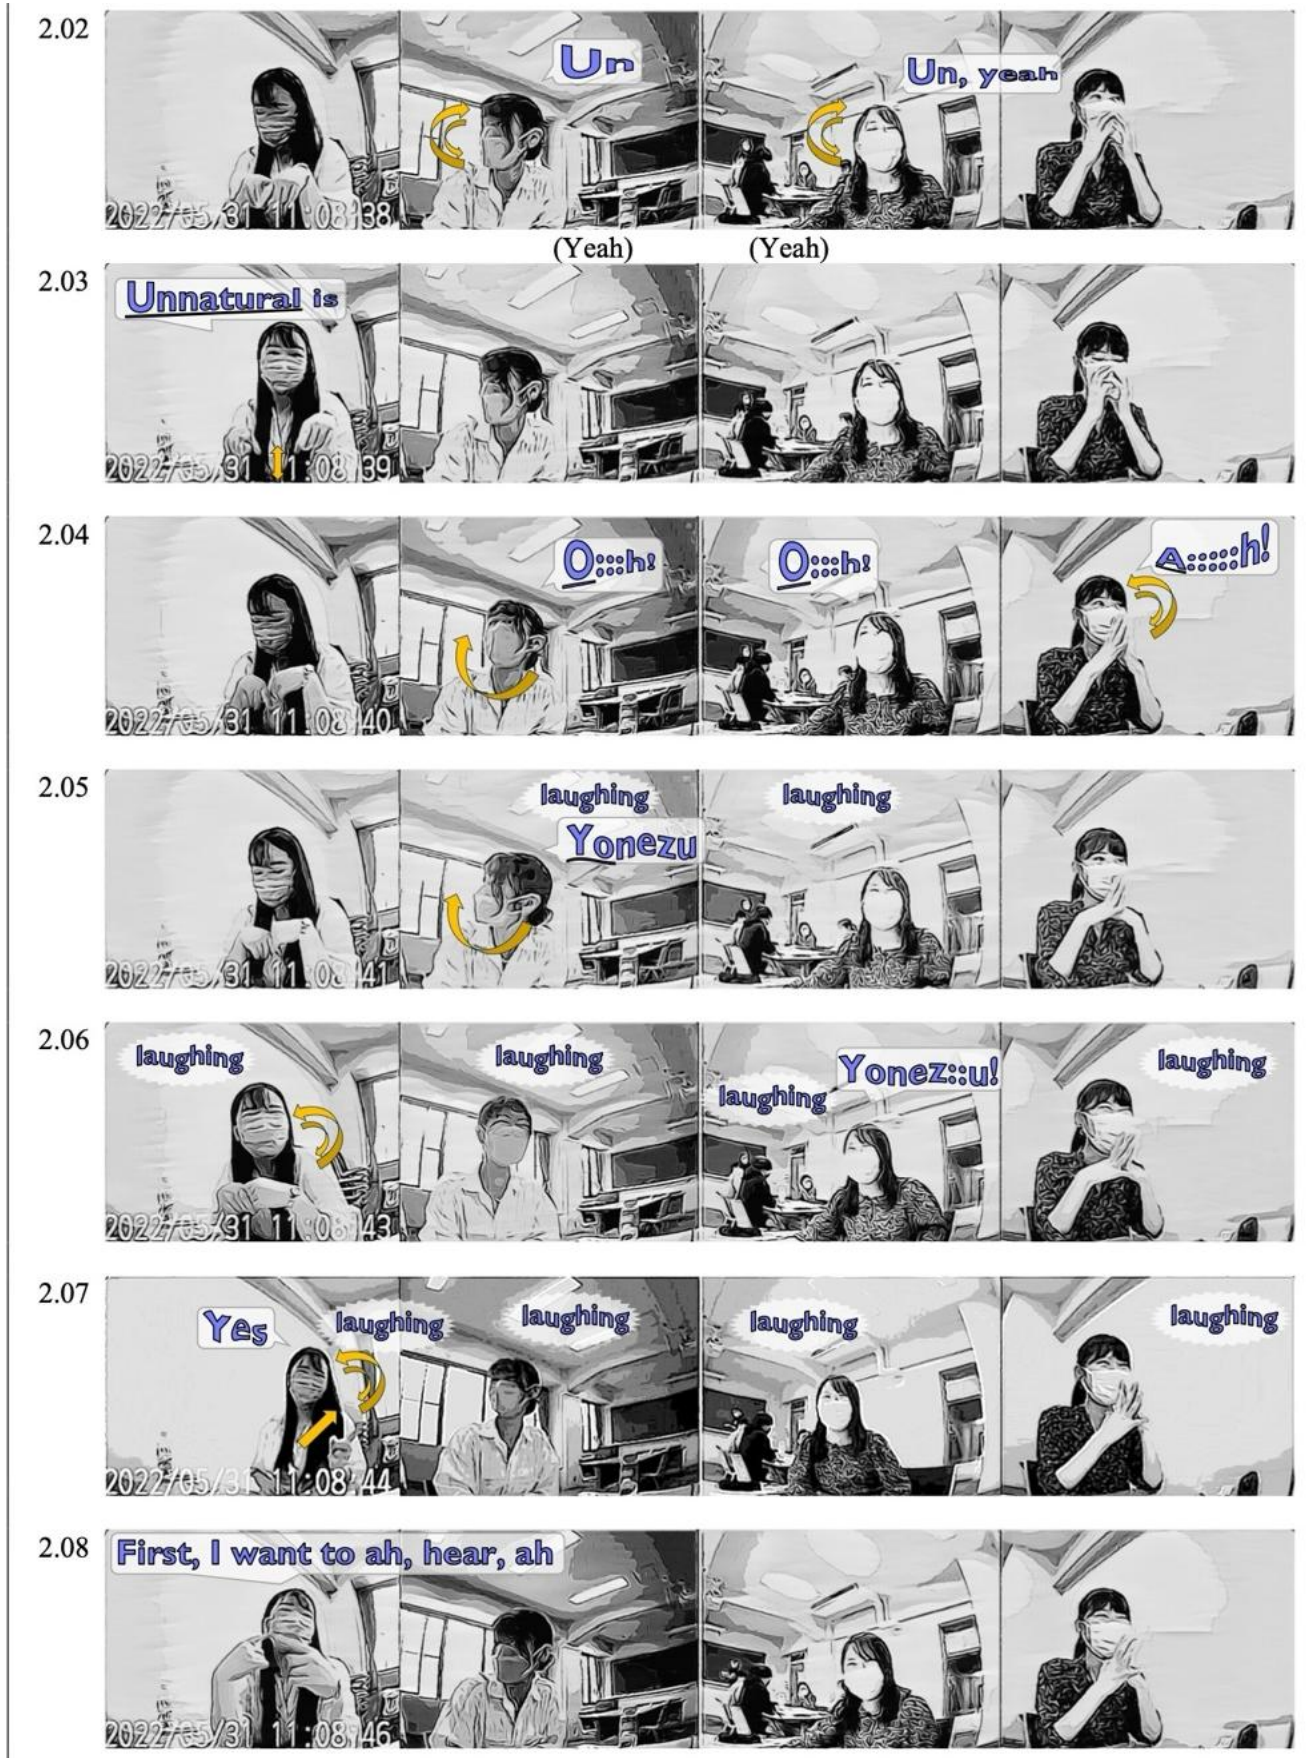 2.02
Un
Un, yeah
2022/05/31 11:08:38
(Yeah) (Yeah)
2.03
Unnatural is
2022/05/31 11:08:39
2.04
O:::h!
O:::h!
A:::::h!
2022/05/31 11:08:40
2.05
laughing
laughing
Yonezu
2022/05/31 11:08:41
2.06
laughing
laughing
laughing
Yonez::u!
laughing
2022/05/31 11:08:43
2.07
Yes
laughing
laughing
laughing
laughing
2022/05/31 11:08:44
2.08
First, I want to ah, hear, ah
2022/05/31 11:08:46